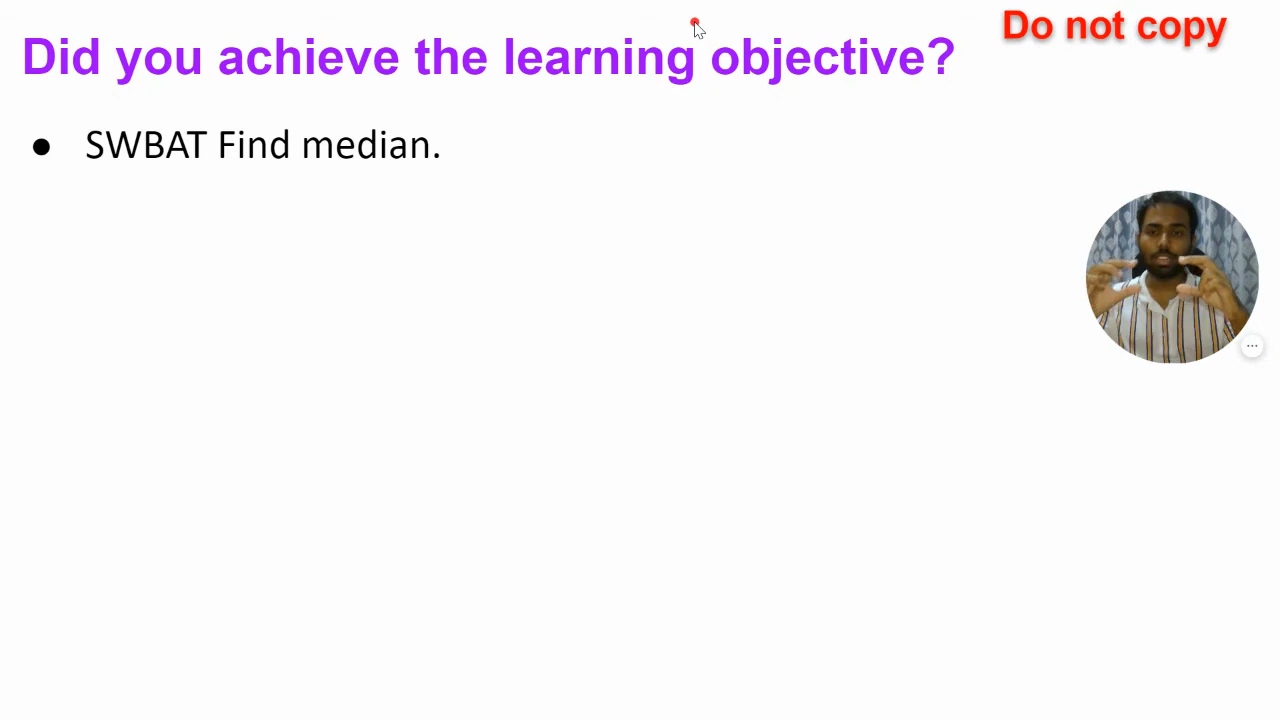 Did you achieve the learning objective?
Do not copy
● SWBAT Find median.